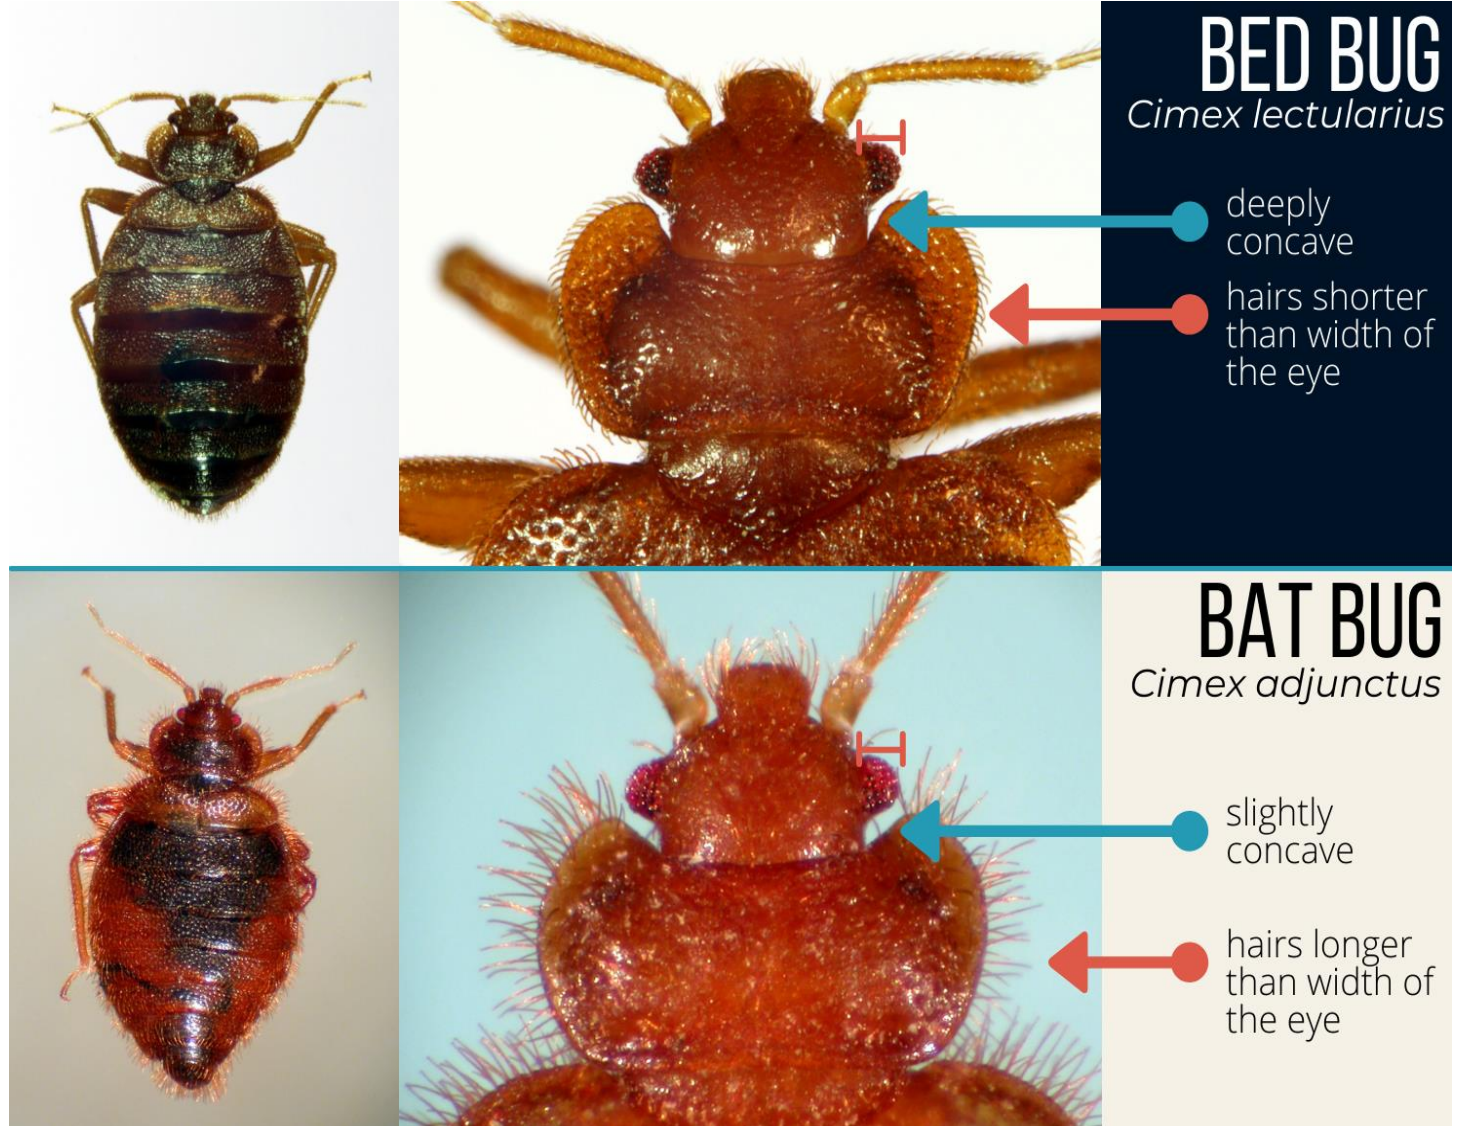 BED BUG
Cimex lectularius
deeply
concave
hairs shorter
than width of
the eye
BAT BUG
Cimex adjunctus
slightly
concave
hairs longer
than width of
the eye